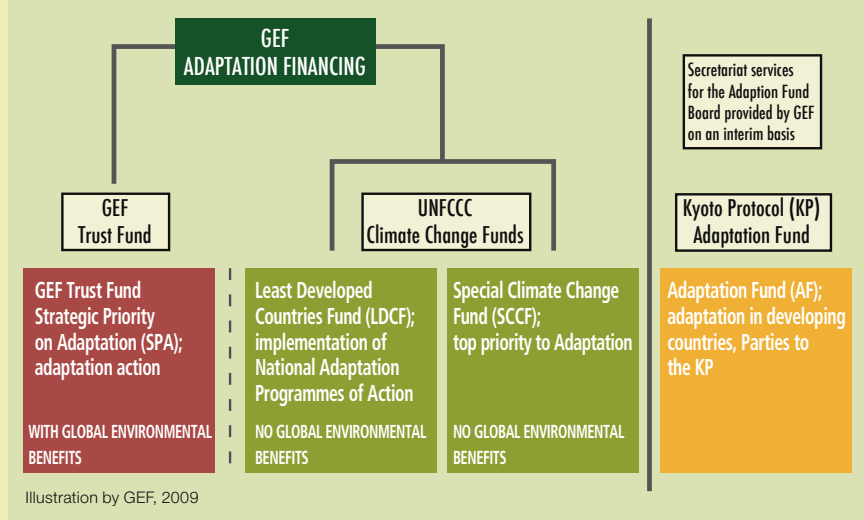 GEF
ADAPTATION FINANCING
Secretariat services
for the Adaption Fund
Board provided by GEF
on an interim basis
GEF
Trust Fund
UNFCCC
Climate Change Funds
Kyoto Protocol (KP)
Adaptation Fund
GEF Trust Fund
Strategic Priority
on Adaptation (SPA);
adaptation action
WITH GLOBAL ENVIRONMENTAL
BENEFITS
Least Developed
Countries Fund (LDCF);
implementation of
National Adaptation
Programmes of Action
NO GLOBAL ENVIRONMENTAL
BENEFITS
Special Climate Change
Fund (SCCF);
top priority to Adaptation
NO GLOBAL ENVIRONMENTAL
BENEFITS
Adaptation Fund (AF);
adaptation in developing
countries, Parties to
the KP
Illustration by GEF, 2009